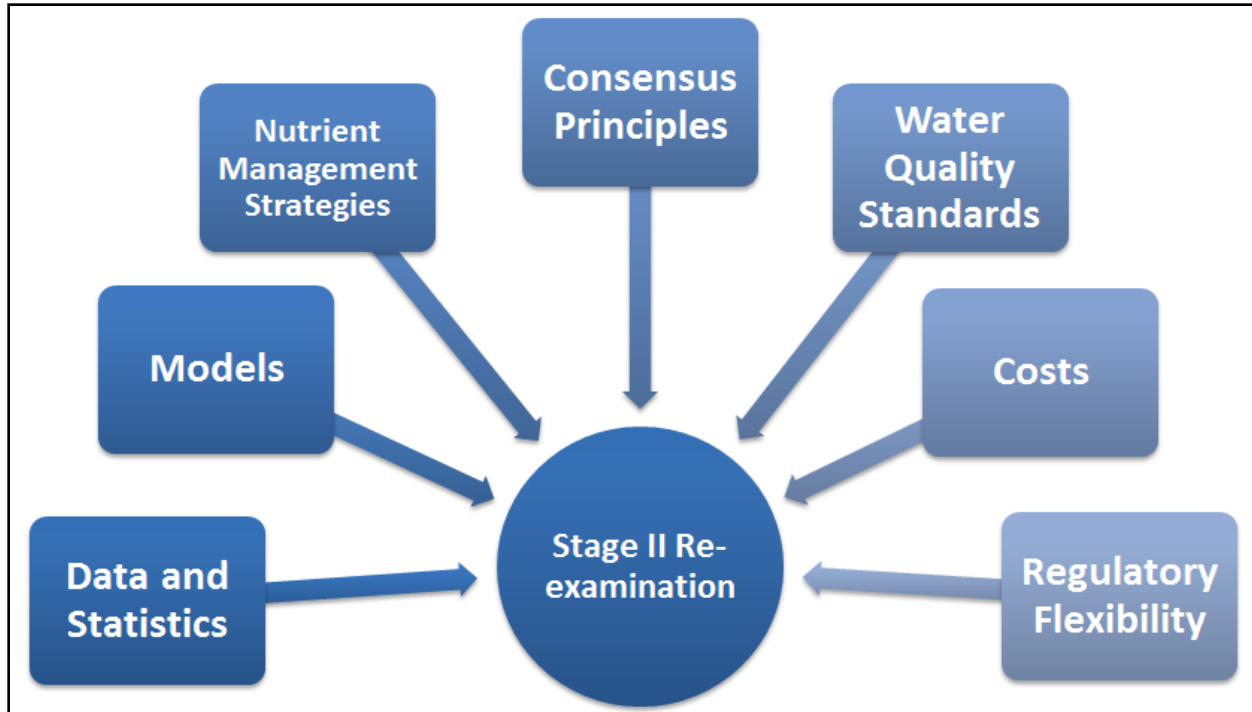 Consensus
Principles
Nutrient
Management
Strategies
Water
Quality
Standards
Models
Costs
Data and
Statistics
Stage II Re-
examination
Regulatory
Flexibility